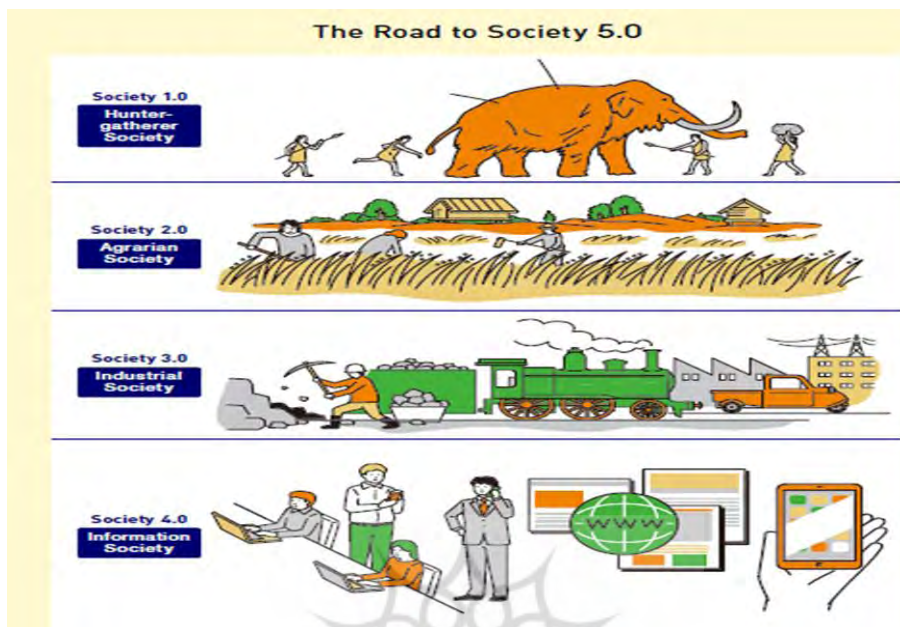 The Road to Society 5.0
Society 1.0
Hunter-
gatherer
Society
Society 2.0
Agrarian
Society
Society 3.0
Industrial
Society
Society 4.0
Information
Society
WWW